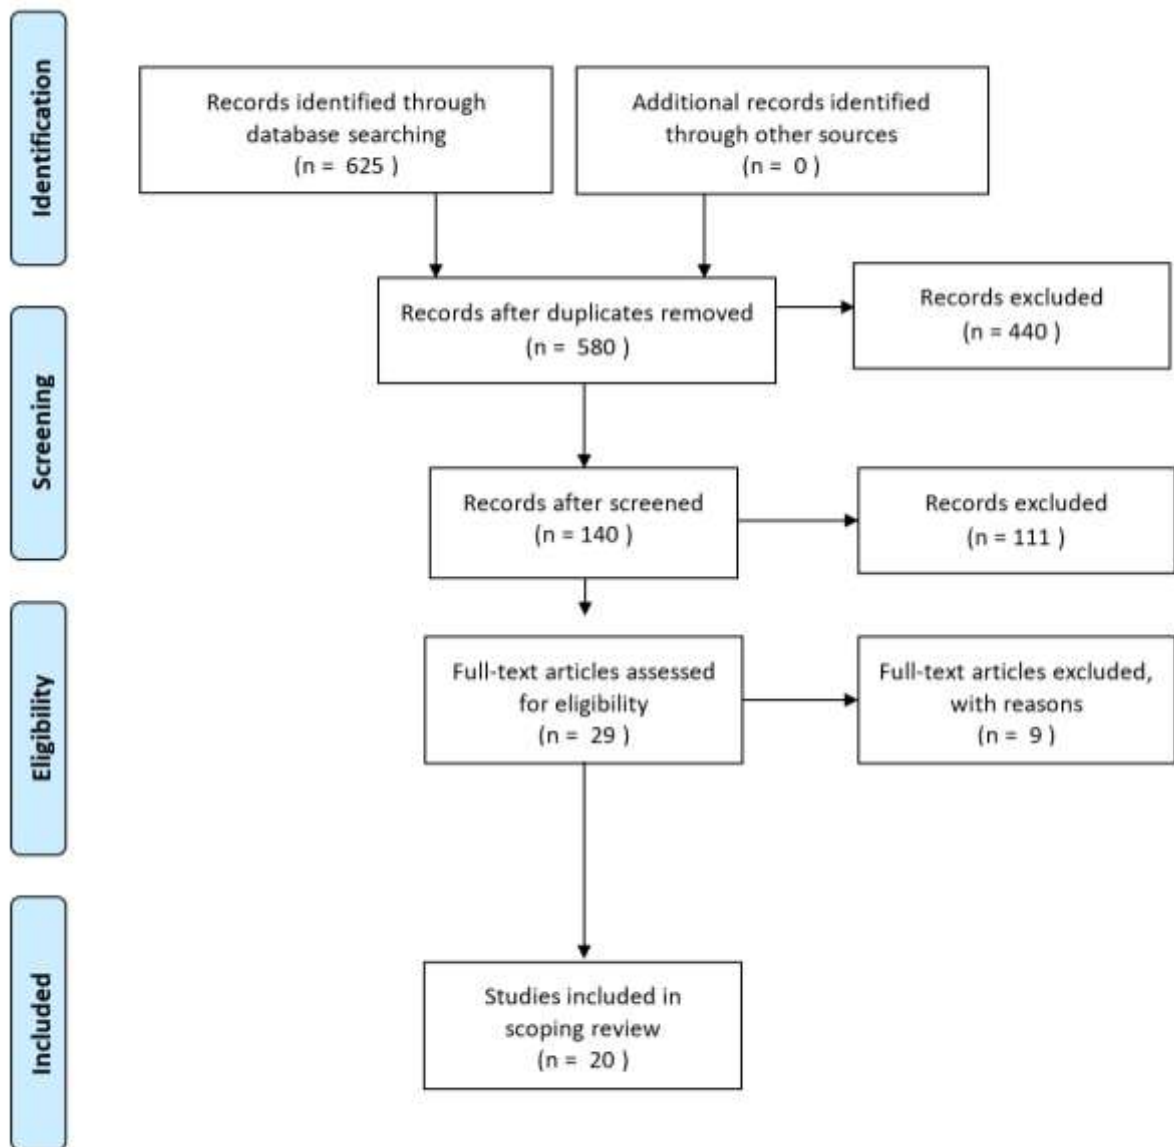 Identification
Records identified through
database searching
(n = 625 )
Additional records identified
through other sources
(n = 0 )
Records after duplicates removed
(n = 580 )
Records excluded
(n = 440 )
Screening
Records after screened
(n = 140 )
Records excluded
(n = 111 )
Eligibility
Full-text articles assessed
for eligibility
(n = 29 )
Full-text articles excluded,
with reasons
(n = 9 )
Included
Studies included in
scoping review
(n = 20 )